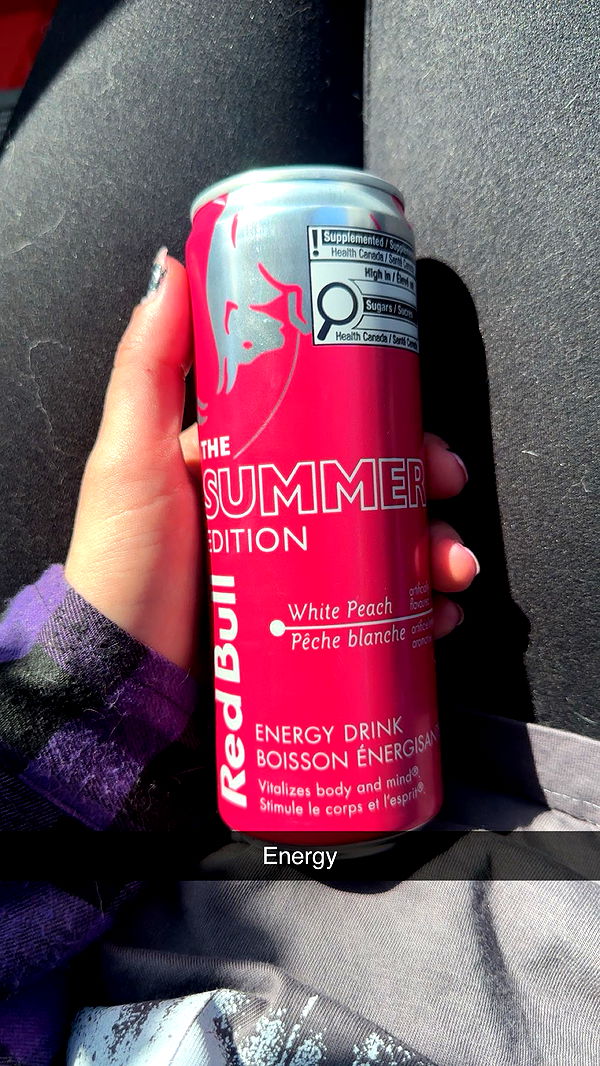 ! Supplemented /
Health Canada / Santé
High in /
Sugars / Sucres
Health Canada / Santé
THE
SUMMER
EDITION
Red Bull
White Peach
Pêche blanche
ENERGY DRINK
BOISSON ÉNERGISAN
Vitalizes body and mind®
Stimule le corps et l'esprit®.
Energy